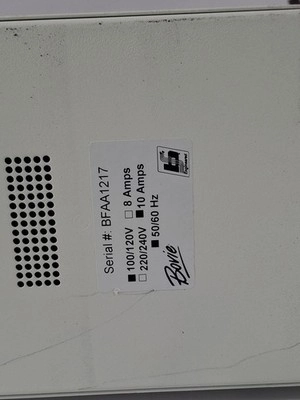 Serial #: BFAA1217
■ 100/120V □ 8 Amps
□ 220/240V ■ 10 Amps
■ 50/60 Hz
Bovie